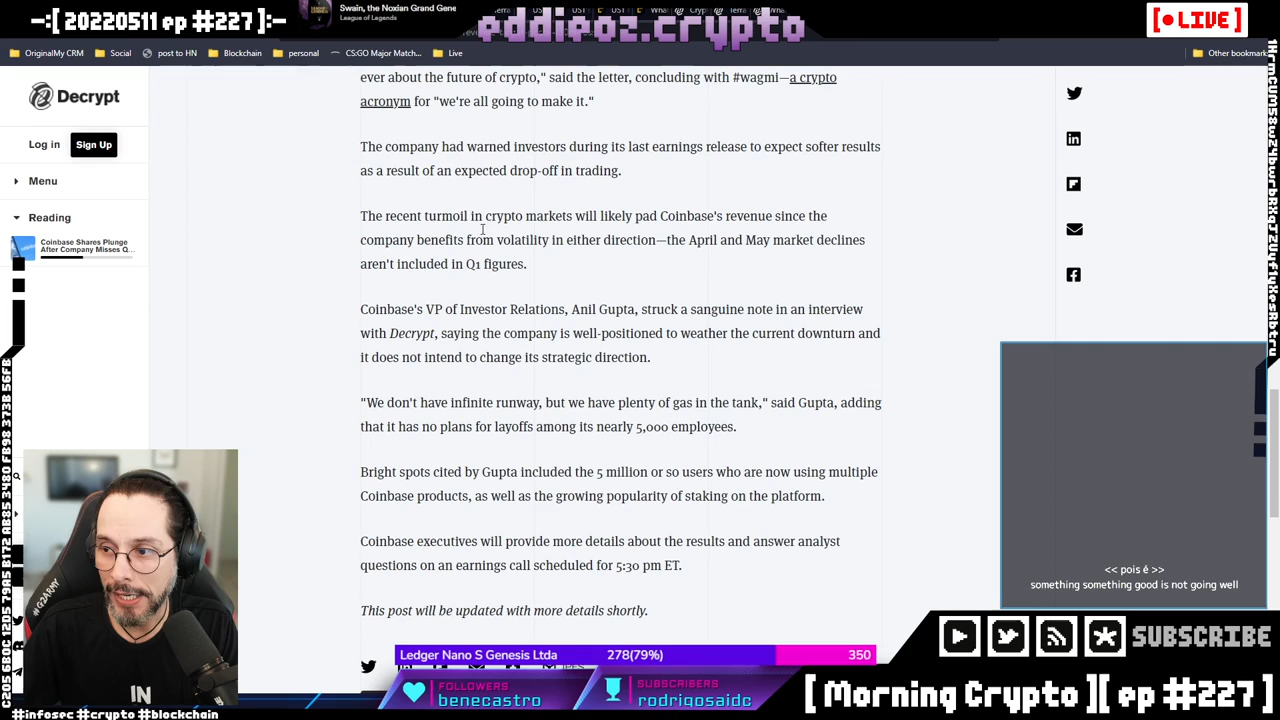 -:[ 20220511 ep #227 ]:-
Swain, the Noxian Grand Gene
League of Legends
eddieoz.crypto
[● LIVE]
OriginalMy CRM
Social
post to HN
Blockchain
personal
CS:GO Major Match...
Live
Other bookmark
Decrypt
Log in
Sign Up
Menu
Reading
Coinbase Shares Plunge
After Company Misses Q...
ever about the future of crypto," said the letter, concluding with #wagmi—a crypto
acronym for "we're all going to make it."
The company had warned investors during its last earnings release to expect softer results
as a result of an expected drop-off in trading.
The recent turmoil in crypto markets will likely pad Coinbase's revenue since the
company benefits from volatility in either direction—the April and May market declines
aren't included in Q1 figures.
Coinbase's VP of Investor Relations, Anil Gupta, struck a sanguine note in an interview
with Decrypt, saying the company is well-positioned to weather the current downturn and
it does not intend to change its strategic direction.
"We don't have infinite runway, but we have plenty of gas in the tank," said Gupta, adding
that it has no plans for layoffs among its nearly 5,000 employees.
Bright spots cited by Gupta included the 5 million or so users who are now using multiple
Coinbase products, as well as the growing popularity of staking on the platform.
Coinbase executives will provide more details about the results and answer analyst
questions on an earnings call scheduled for 5:30 pm ET.
This post will be updated with more details shortly.
<< pois é >>
something something good is not going well
Ledger Nano S Genesis Ltda
278(79%)
350
FOLLOWERS
benecastro
SUBSCRIBERS
rodrigosaidc
SUBSCRIBE
[ Morning Crypto ][ ep #227 ]
#G2ARMY
IN
#infosec #crypto #blockchain